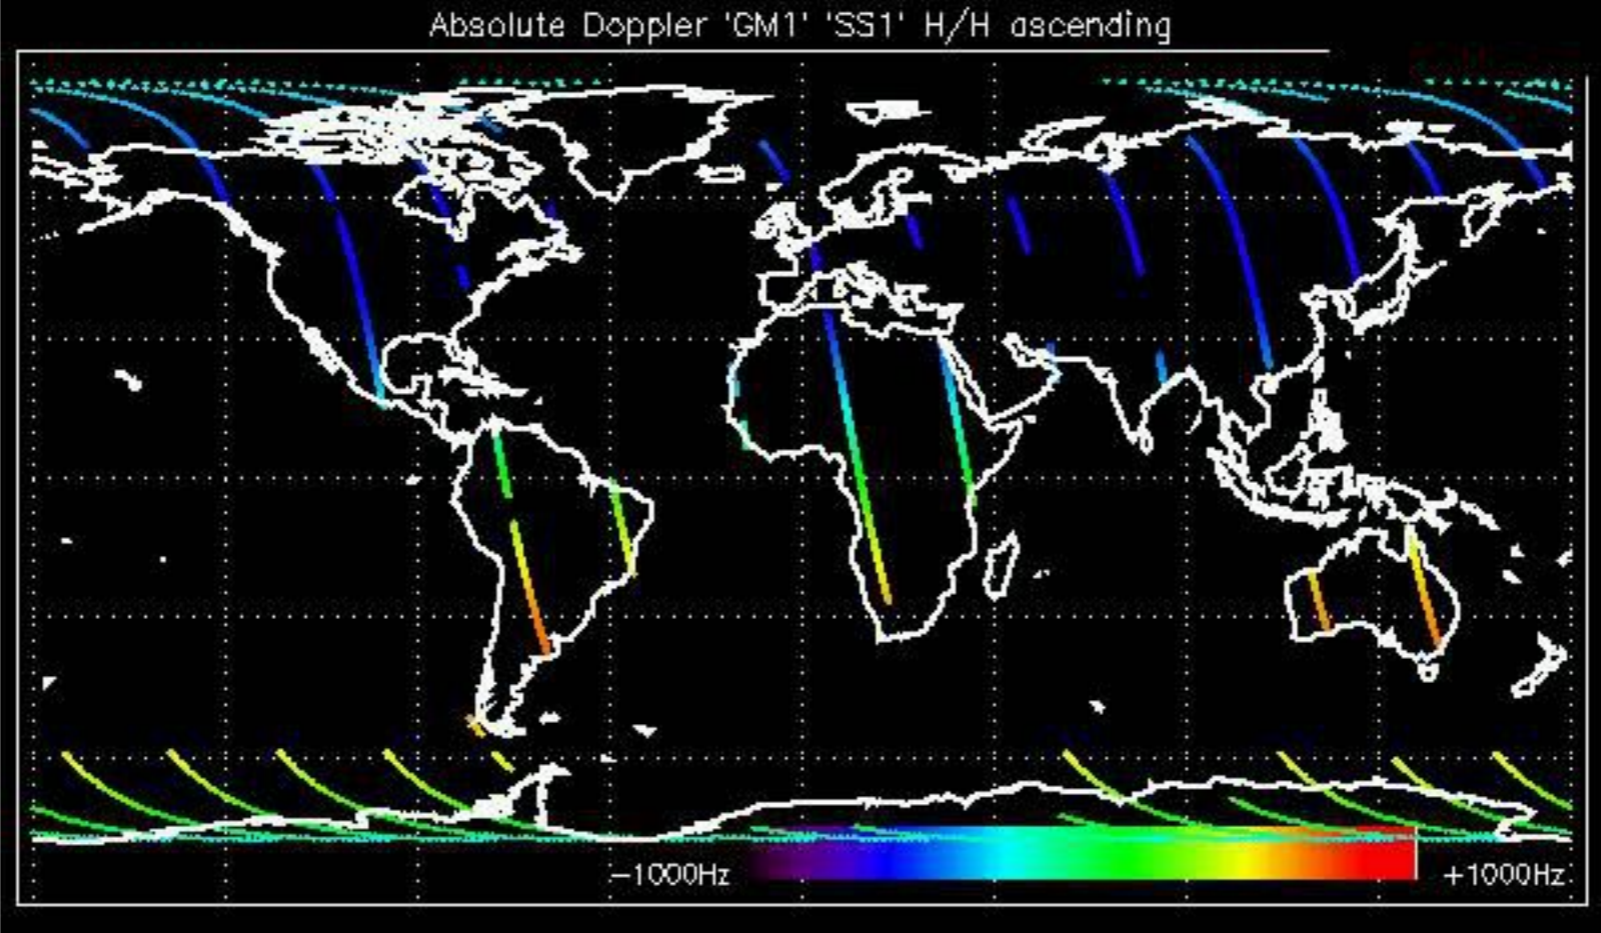 Absolute Doppler 'GM1' 'SS1' H/H ascending
−1000Hz
+1000Hz